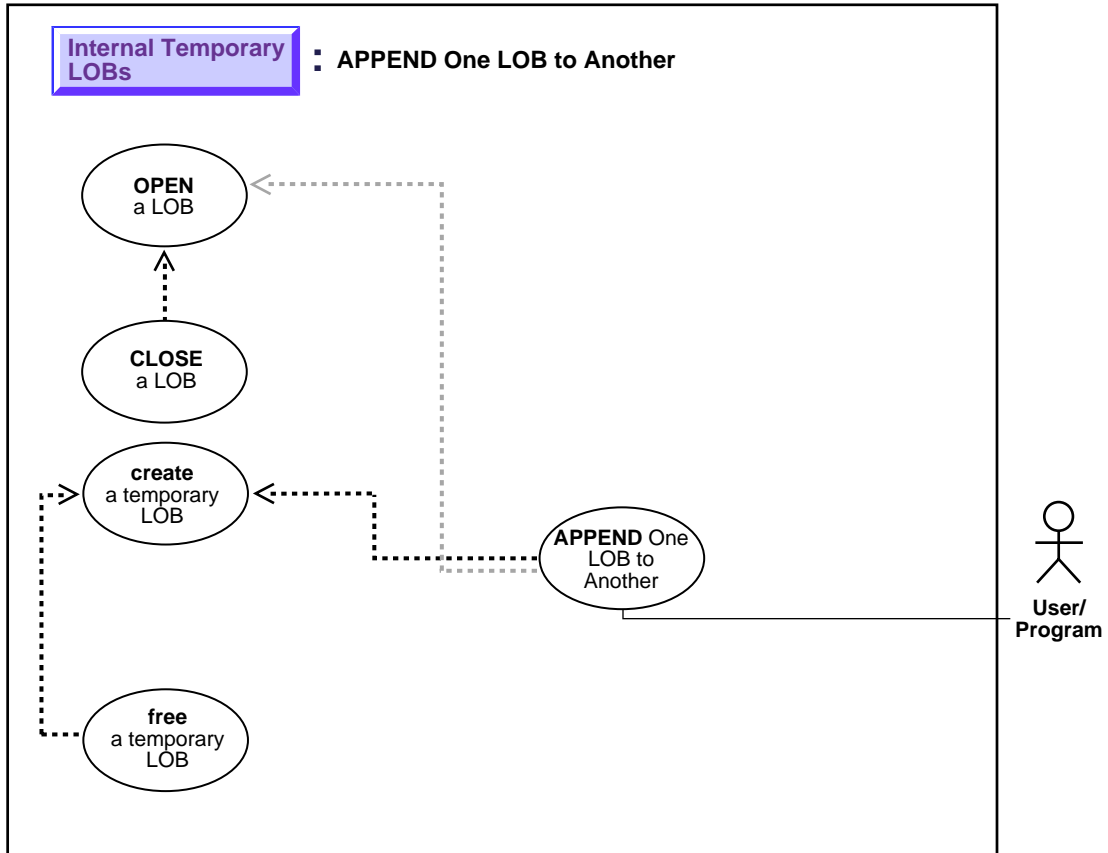 Internal Temporary
LOBs
: APPEND One LOB to Another
OPEN
a LOB
CLOSE
a LOB
create
a temporary
LOB
APPEND One
LOB to
Another
User/
Program
free
a temporary
LOB